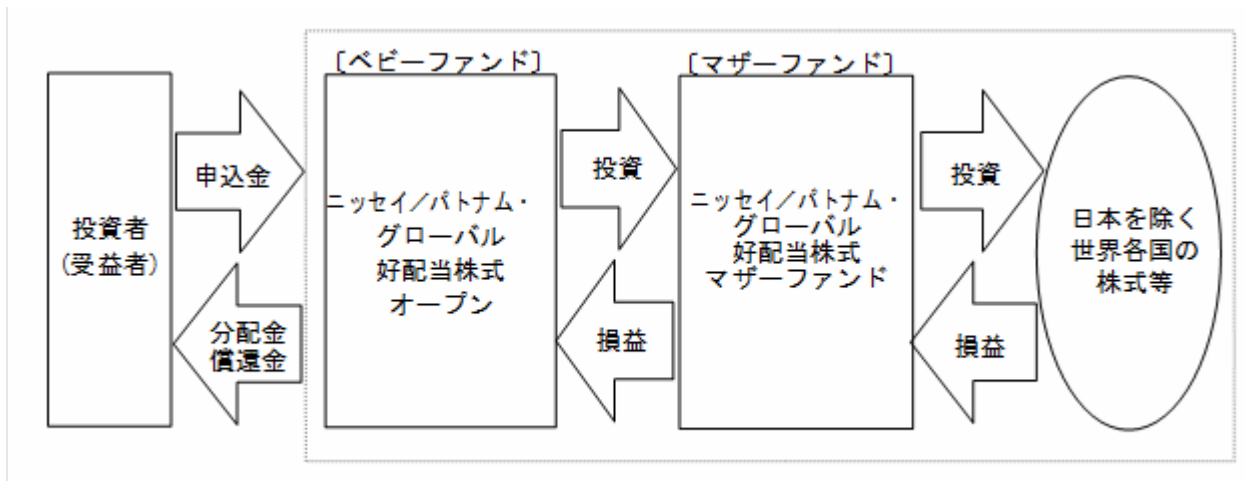 投資者
(受益者)
申込金
分配金
償還金
〔ベビーファンド〕
ニッセイ／パトナム・
グローバル
好配当株式
オープン
投資
損益
〔マザーファンド〕
ニッセイ／パトナム・
グローバル
好配当株式
マザーファンド
投資
損益
日本を除く
世界各国の
株式等